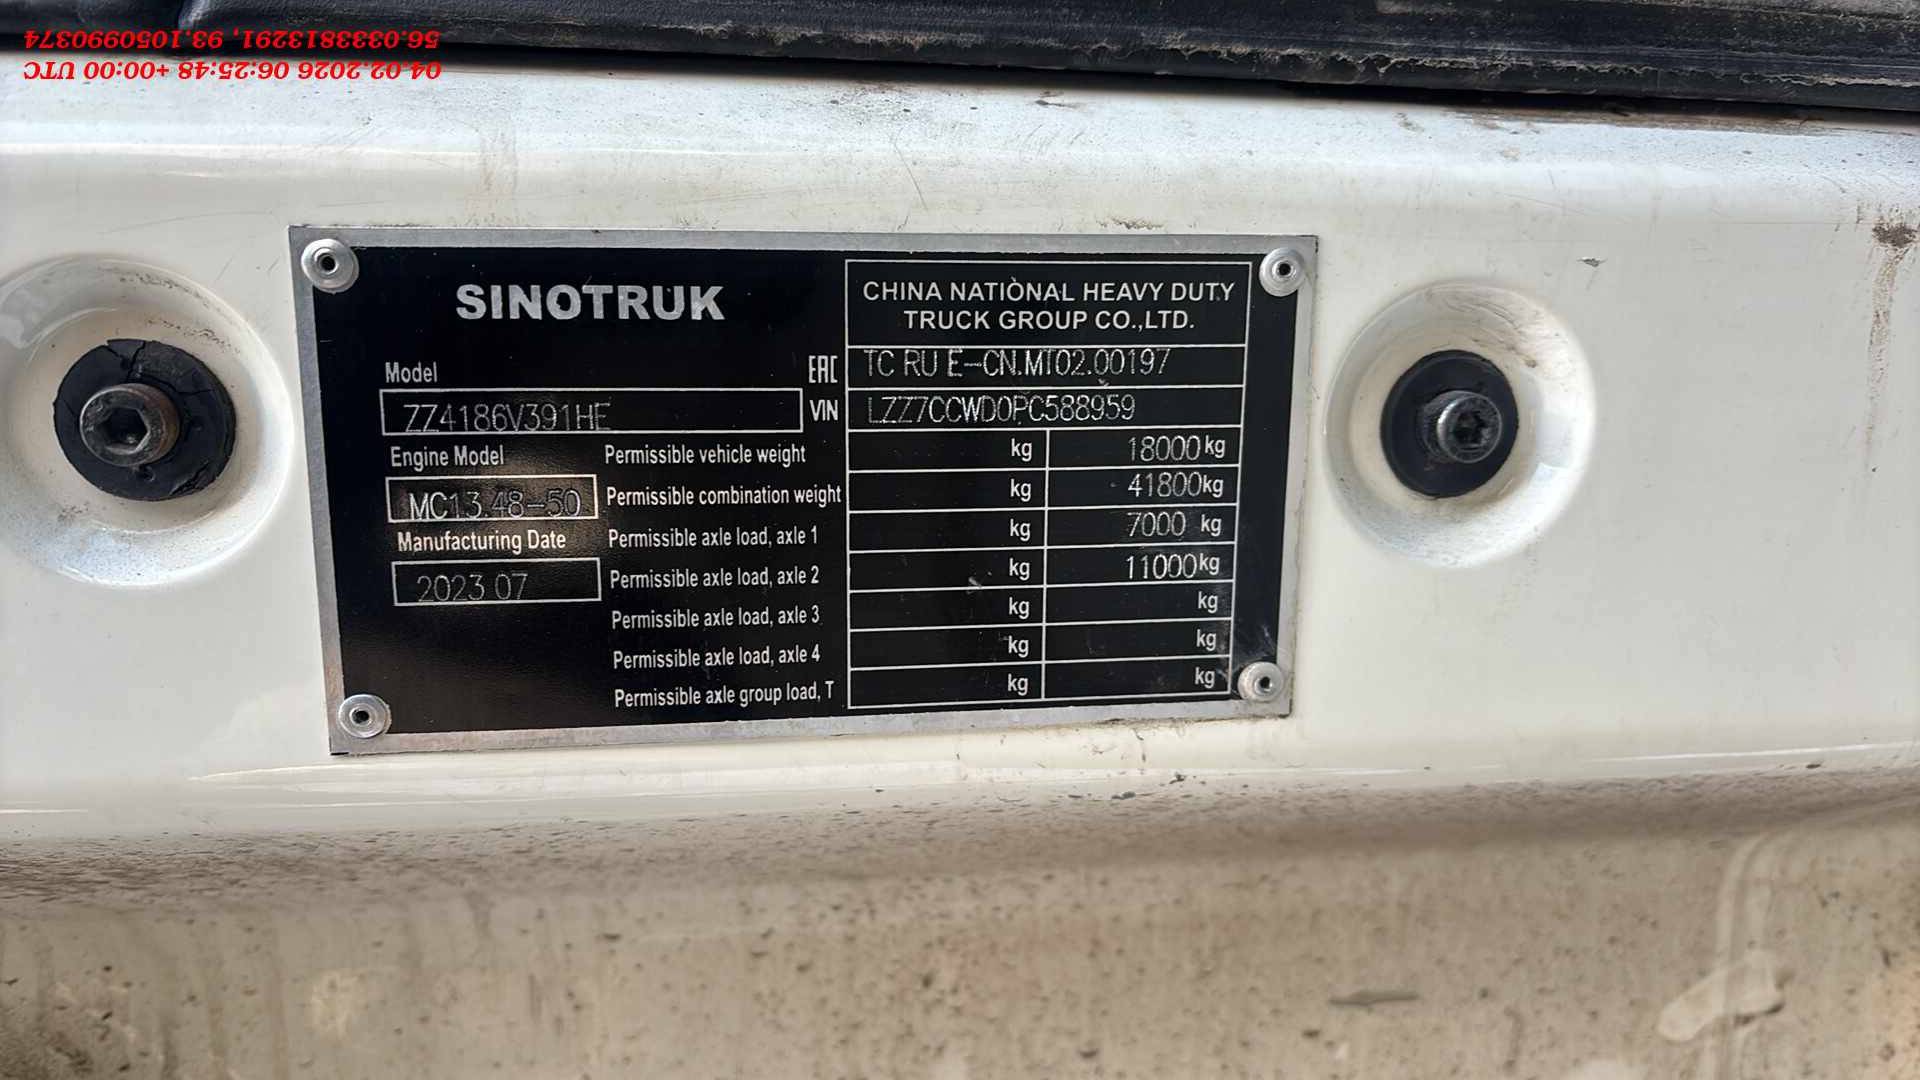 56.0333813291, 93.1050990374
04.02.2026 06:25:48 +00:00 UTC
SINOTRUK
CHINA NATIONAL HEAVY DUTY
TRUCK GROUP CO.,LTD.
EAC TC RU E-CN.MT02.00197
Model
ZZ4186V391HE
VIN LZZ7CCWD0PC588959
Engine Model
MC13.48-50
Manufacturing Date
2023 07
Permissible vehicle weight kg 18000 kg
Permissible combination weight kg 41800 kg
Permissible axle load, axle 1 kg 7000 kg
Permissible axle load, axle 2 kg 11000 kg
Permissible axle load, axle 3 kg kg
Permissible axle load, axle 4 kg kg
Permissible axle group load, T kg kg